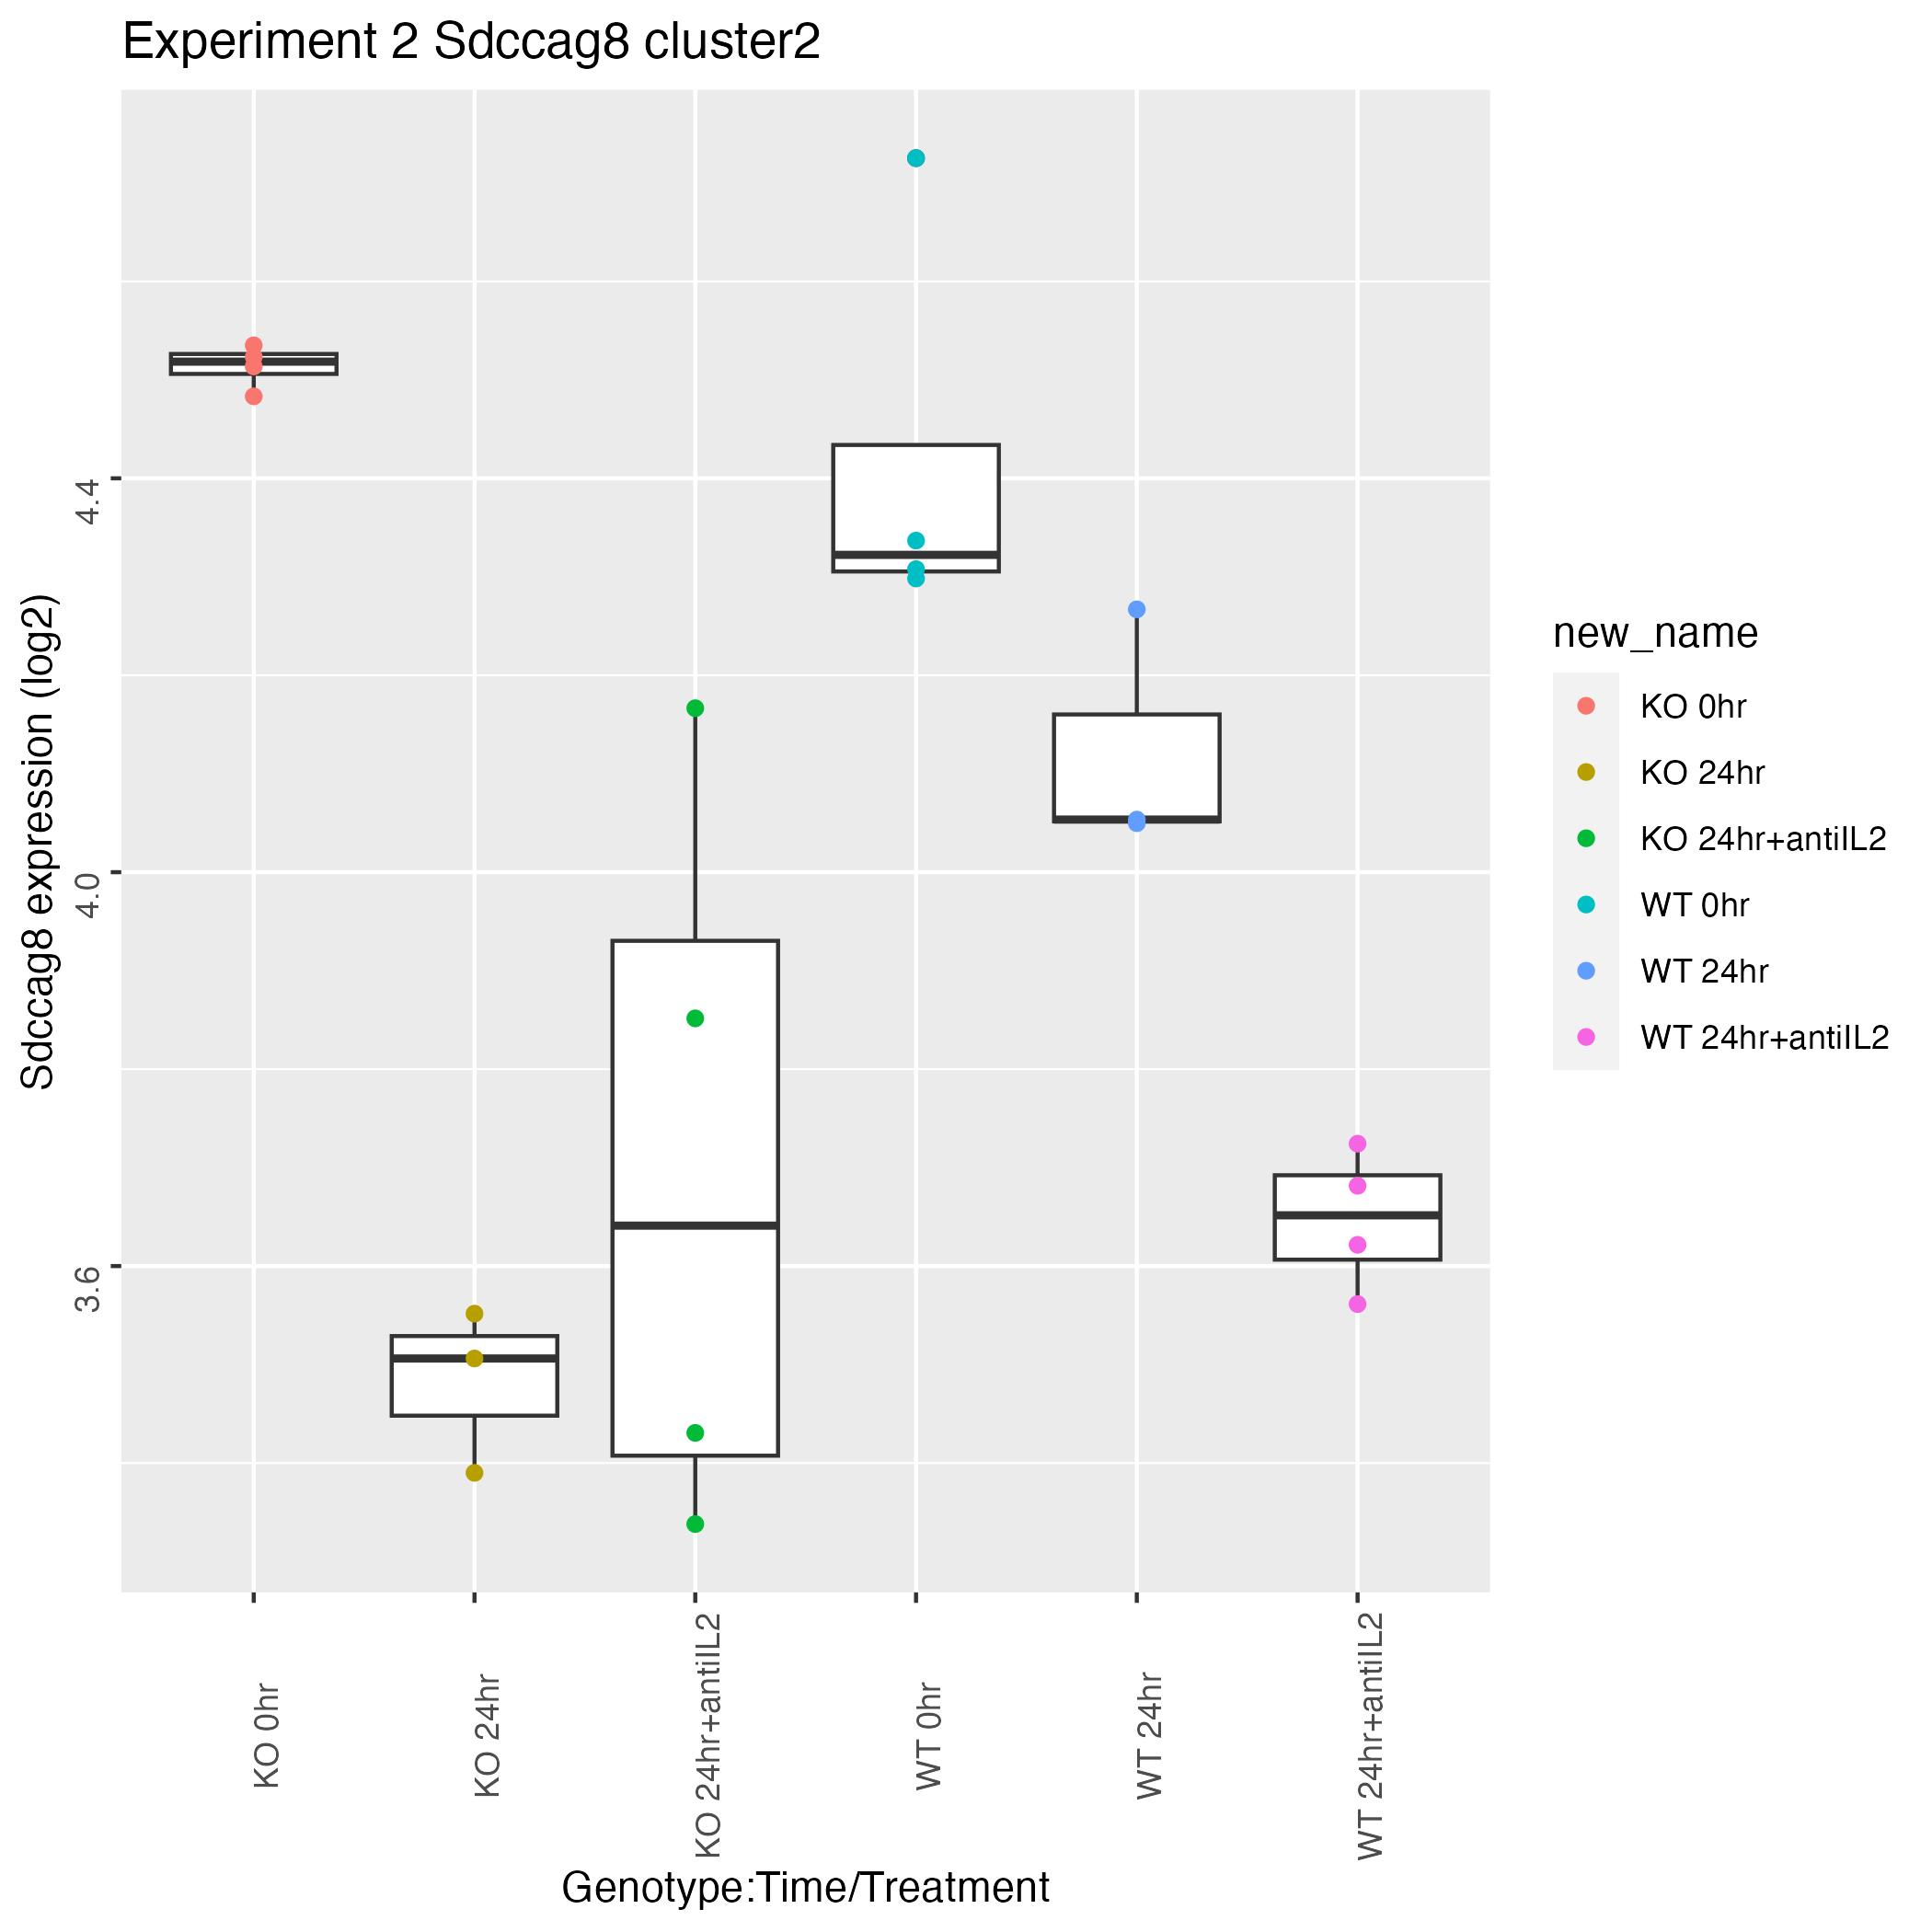 Experiment 2 Sdccag8 cluster2
Sdccag8 expression (log2)
4.4
4.0
3.6
KO 0hr
KO 24hr
KO 24hr+antiIL2
WT 0hr
WT 24hr
WT 24hr+antiIL2
Genotype:Time/Treatment
new_name
KO 0hr
KO 24hr
KO 24hr+antiIL2
WT 0hr
WT 24hr
WT 24hr+antiIL2